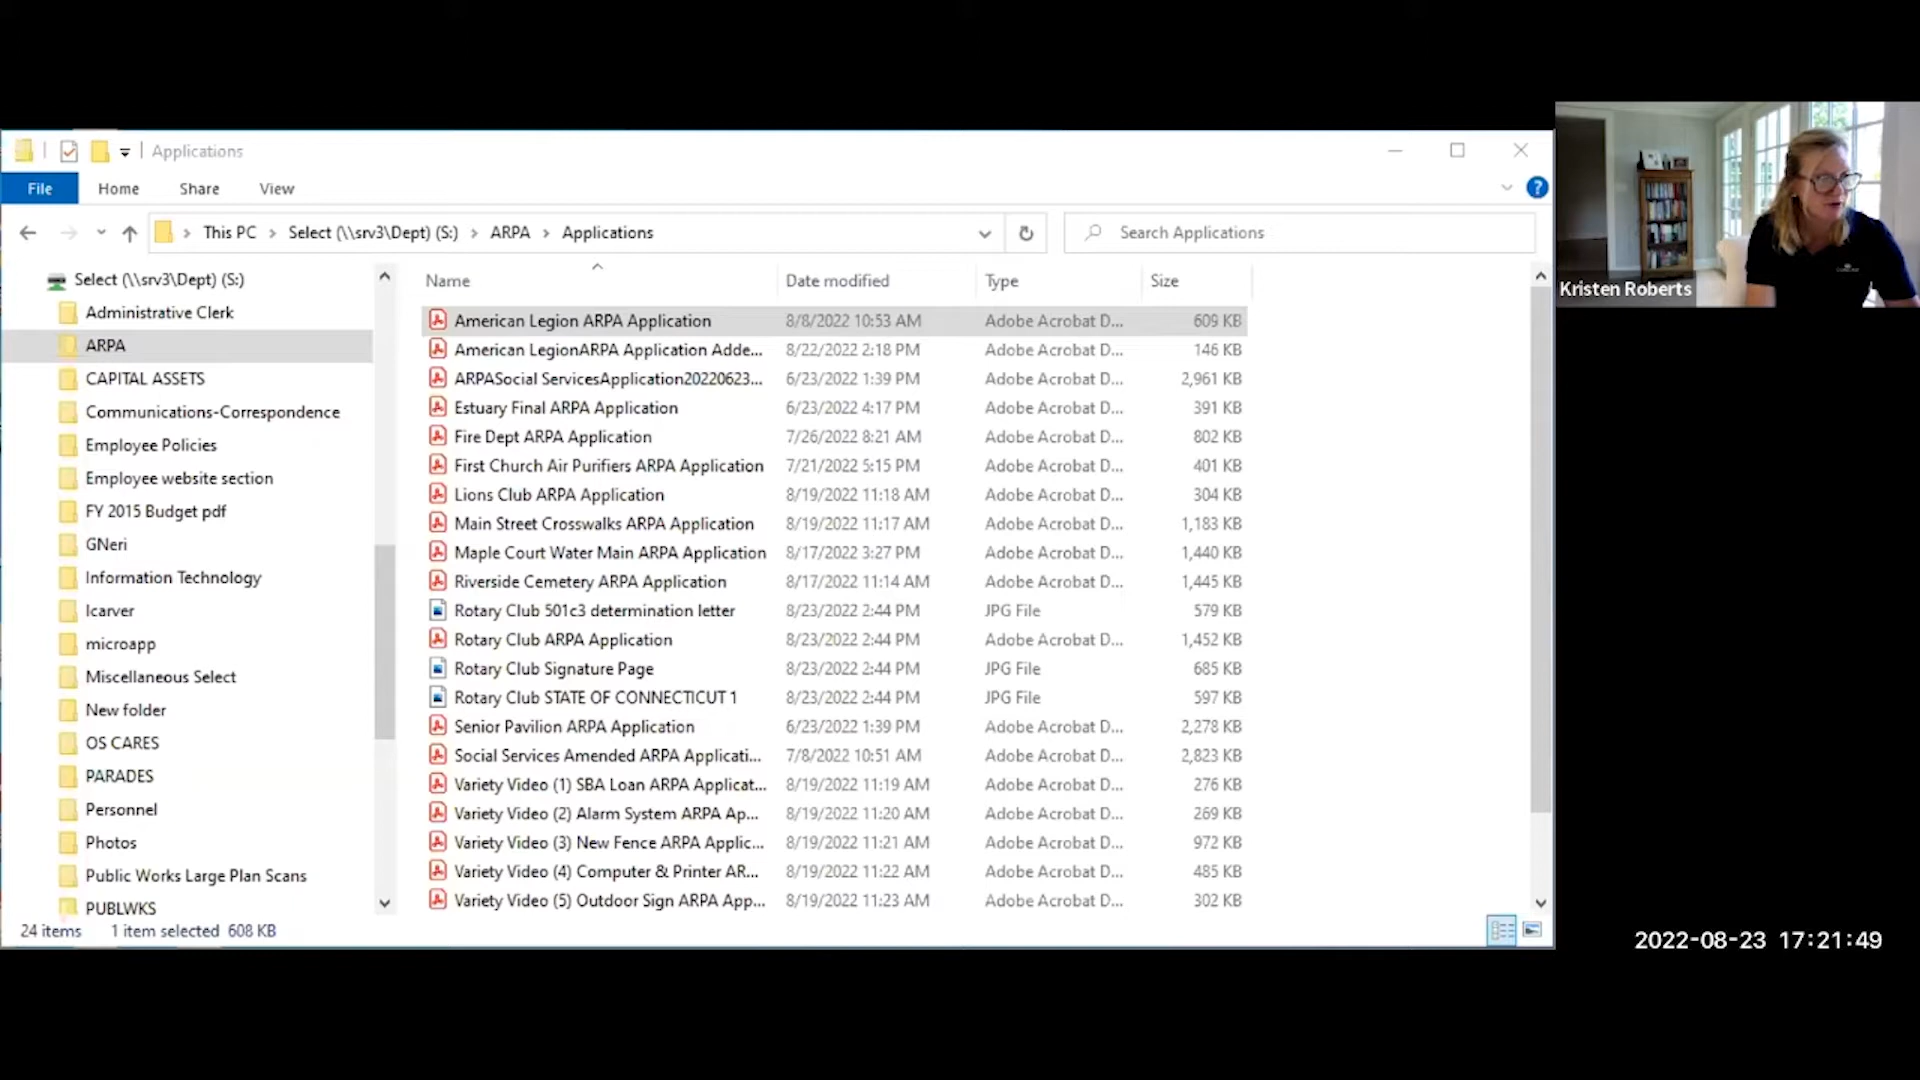 Applications
File Home Share View
This PC > Select (\\srv3\Dept) (S:) > ARPA > Applications
Search Applications
Select (\\srv3\Dept) (S:)
Administrative Clerk
ARPA
CAPITAL ASSETS
Communications-Correspondence
Employee Policies
Employee website section
FY 2015 Budget pdf
GNeri
Information Technology
lcarver
microapp
Miscellaneous Select
New folder
OS CARES
PARADES
Personnel
Photos
Public Works Large Plan Scans
PUBLWKS
Name Date modified Type Size
American Legion ARPA Application 8/8/2022 10:53 AM Adobe Acrobat D... 609 KB
American LegionARPA Application Adde... 8/22/2022 2:18 PM Adobe Acrobat D... 146 KB
ARPASocial ServicesApplication20220623... 6/23/2022 1:39 PM Adobe Acrobat D... 2,961 KB
Estuary Final ARPA Application 6/23/2022 4:17 PM Adobe Acrobat D... 391 KB
Fire Dept ARPA Application 7/26/2022 8:21 AM Adobe Acrobat D... 802 KB
First Church Air Purifiers ARPA Application 7/21/2022 5:15 PM Adobe Acrobat D... 401 KB
Lions Club ARPA Application 8/19/2022 11:18 AM Adobe Acrobat D... 304 KB
Main Street Crosswalks ARPA Application 8/19/2022 11:17 AM Adobe Acrobat D... 1,183 KB
Maple Court Water Main ARPA Application 8/17/2022 3:27 PM Adobe Acrobat D... 1,440 KB
Riverside Cemetery ARPA Application 8/17/2022 11:14 AM Adobe Acrobat D... 1,445 KB
Rotary Club 501c3 determination letter 8/23/2022 2:44 PM JPG File 579 KB
Rotary Club ARPA Application 8/23/2022 2:44 PM Adobe Acrobat D... 1,452 KB
Rotary Club Signature Page 8/23/2022 2:44 PM JPG File 685 KB
Rotary Club STATE OF CONNECTICUT 1 8/23/2022 2:44 PM JPG File 597 KB
Senior Pavilion ARPA Application 6/23/2022 1:39 PM Adobe Acrobat D... 2,278 KB
Social Services Amended ARPA Applicati... 7/8/2022 10:51 AM Adobe Acrobat D... 2,823 KB
Variety Video (1) SBA Loan ARPA Applicat... 8/19/2022 11:19 AM Adobe Acrobat D... 276 KB
Variety Video (2) Alarm System ARPA Ap... 8/19/2022 11:20 AM Adobe Acrobat D... 269 KB
Variety Video (3) New Fence ARPA Applic... 8/19/2022 11:21 AM Adobe Acrobat D... 972 KB
Variety Video (4) Computer & Printer AR... 8/19/2022 11:22 AM Adobe Acrobat D... 485 KB
Variety Video (5) Outdoor Sign ARPA App... 8/19/2022 11:23 AM Adobe Acrobat D... 302 KB
24 items 1 item selected 608 KB
Kristen Roberts
2022-08-23 17:21:49